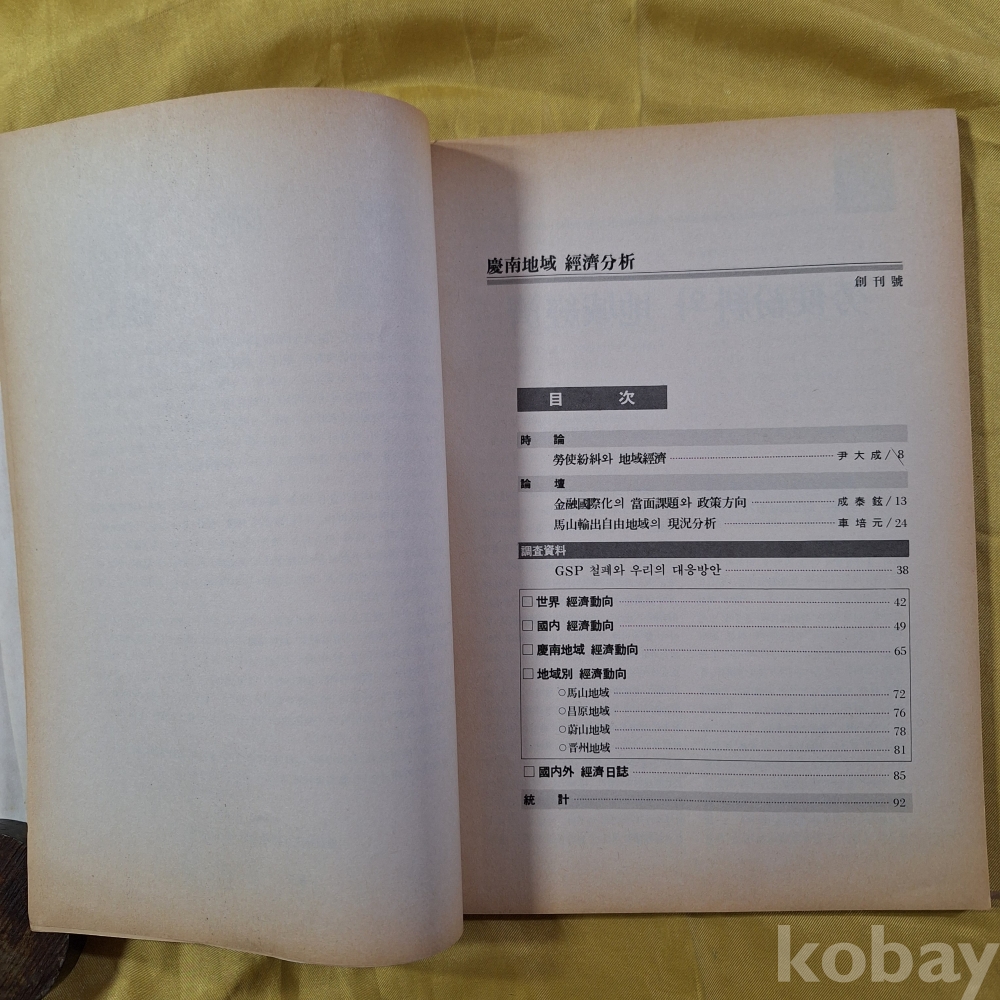 慶南地域 經濟分析
創刊號
目 次
時 論
勞使紛糾와 地域經濟 尹大成/8
論 壇
金融國際化의 當面課題와 政策方向 成泰鉉/13
馬山輸出自由地域의 現況分析 車培元/24
調査資料
GSP 철폐와 우리의 대응방안 38
□ 世界 經濟動向 42
□ 國內 經濟動向 49
□ 慶南地域 經濟動向 65
□ 地域別 經濟動向
○馬山地域 72
○昌原地域 76
○蔚山地域 78
○晋州地域 81
□ 國內外 經濟日誌 85
統 計 92
kobay